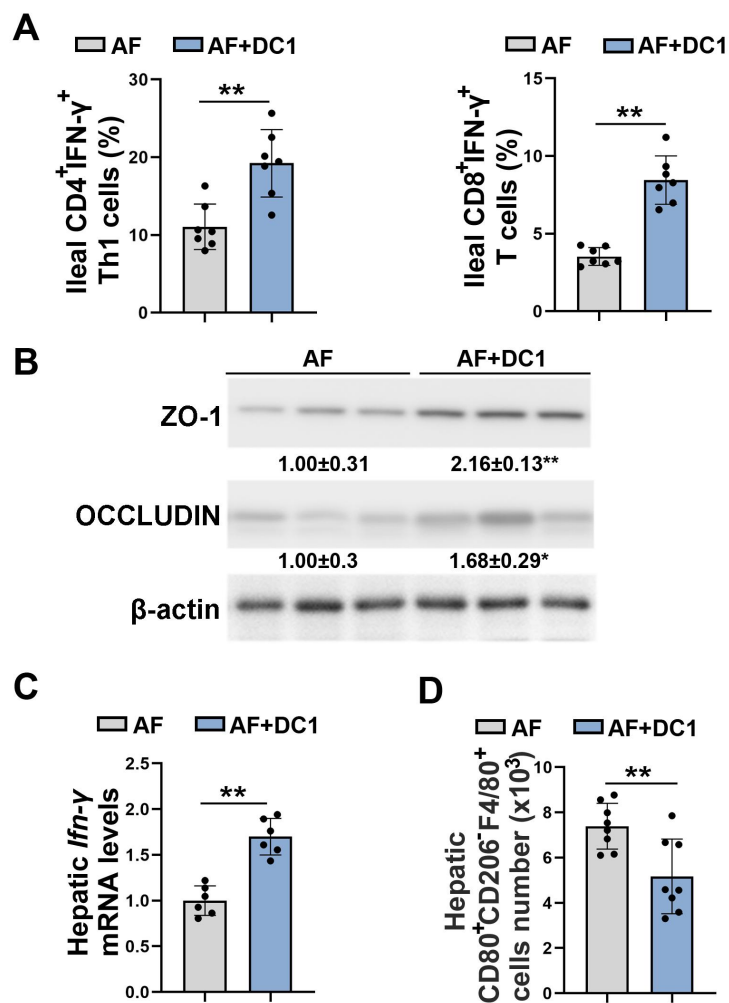 A
AF AF+DC1
Ileal CD4+IFN-γ+
Th1 cells (%)
30
20
10
0
**
AF AF+DC1
Ileal CD8+IFN-γ+
T cells (%)
15
10
5
0
**
B
AF AF+DC1
ZO-1
1.00±0.31 2.16±0.13**
OCCLUDIN
1.00±0.3 1.68±0.29*
β-actin
C
AF AF+DC1
Hepatic Ifn-γ
mRNA levels
2.5
2.0
1.5
1.0
0.5
0.0
**
D
AF AF+DC1
Hepatic
CD80+CD206-F4/80+
cells number (x10³)
10
8
6
4
2
0
**